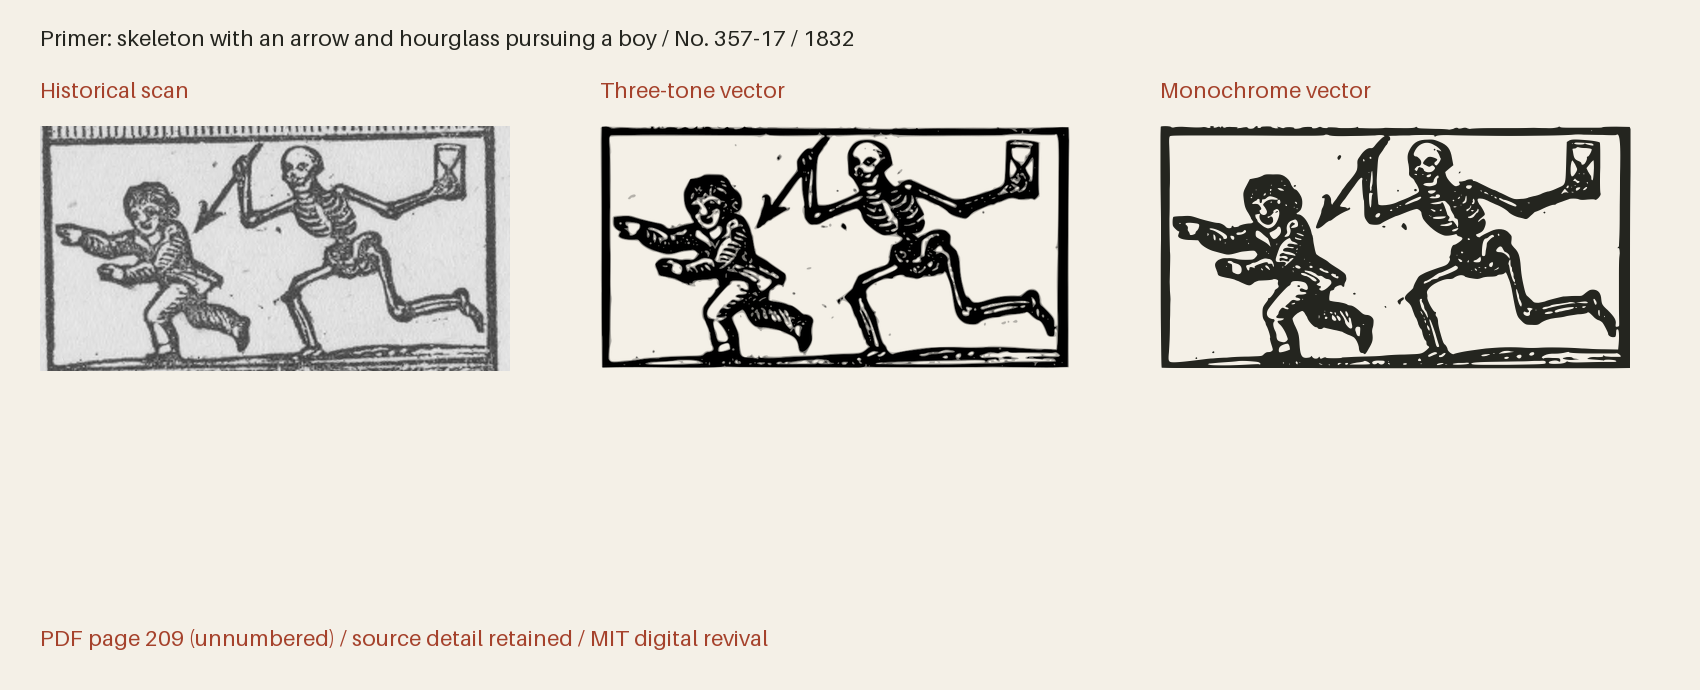 Primer: skeleton with an arrow and hourglass pursuing a boy / No. 357-17 / 1832
Historical scan
Three-tone vector
Monochrome vector
PDF page 209 (unnumbered) / source detail retained / MIT digital revival